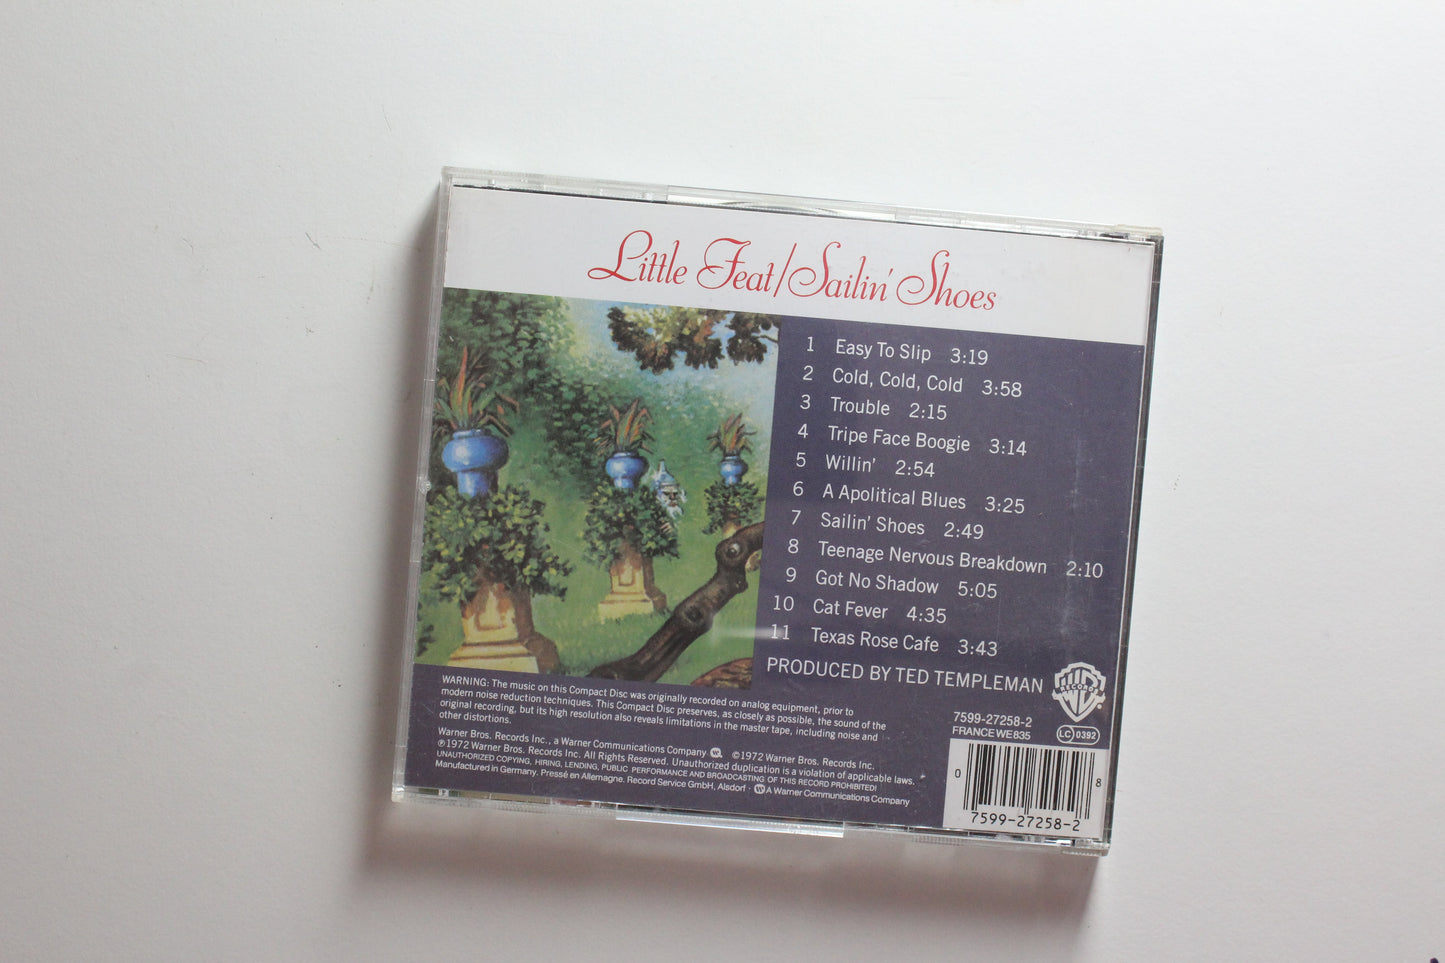 Little Feat/Sailin' Shoes
1 Easy To Slip 3:19
2 Cold, Cold, Cold 3:58
3 Trouble 2:15
4 Tripe Face Boogie 3:14
5 Willin' 2:54
6 A Apolitical Blues 3:25
7 Sailin' Shoes 2:49
8 Teenage Nervous Breakdown 2:10
9 Got No Shadow 5:05
10 Cat Fever 4:35
11 Texas Rose Cafe 3:43
PRODUCED BY TED TEMPLEMAN
WB
RECORDS
WARNING: The music on this Compact Disc was originally recorded on analog equipment, prior to
modern noise reduction techniques. This Compact Disc preserves, as closely as possible, the sound of the
original recording, but its high resolution also reveals limitations in the master tape, including noise and
other distortions.
Warner Bros. Records Inc., a Warner Communications Company W. ©1972 Warner Bros. Records Inc.
℗1972 Warner Bros. Records Inc. All Rights Reserved. Unauthorized duplication is a violation of applicable laws.
UNAUTHORIZED COPYING, HIRING, LENDING, PUBLIC PERFORMANCE AND BROADCASTING OF THIS RECORD PROHIBITED!
Manufactured in Germany. Pressé en Allemagne. Record Service GmbH, Alsdorf · W A Warner Communications Company
7599-27258-2
FRANCE WE 835
LC 0392
0 8
7599-27258-2